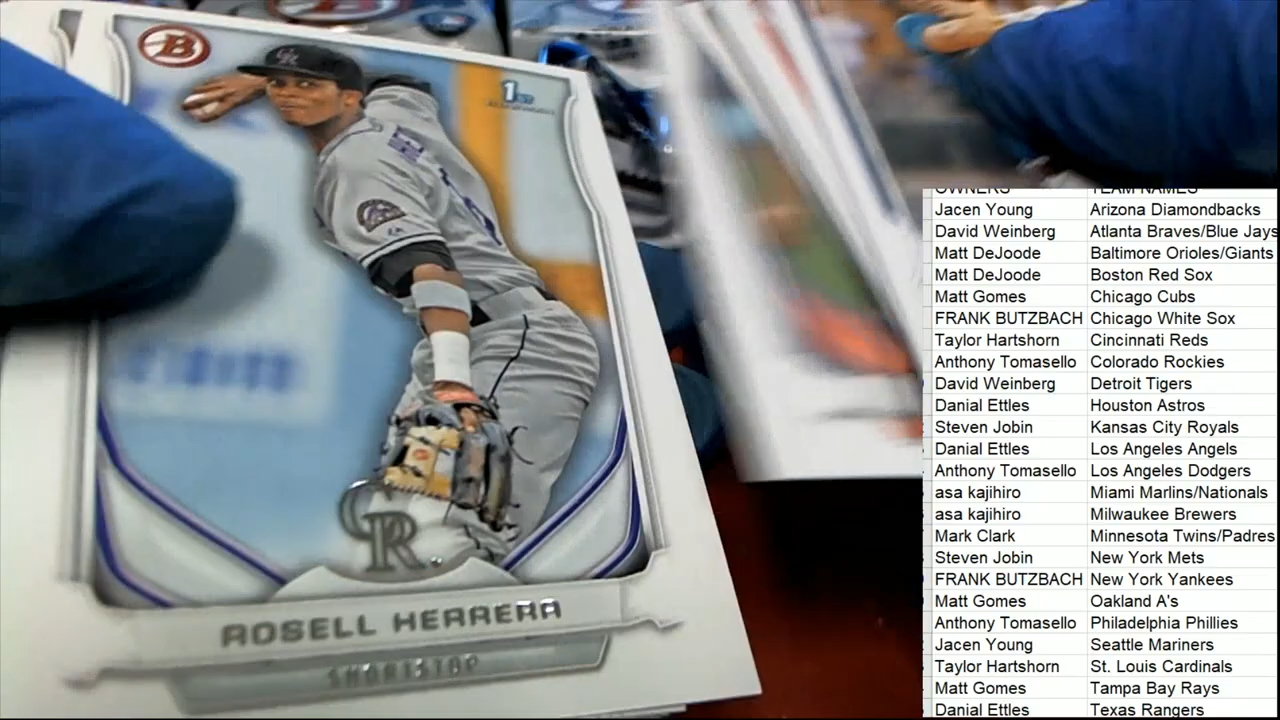 B
CR
1ST
CR
ROSELL HERRERA
SHORTSTOP
OWNERS TEAM NAMES
Jacen Young Arizona Diamondbacks
David Weinberg Atlanta Braves/Blue Jays
Matt DeJoode Baltimore Orioles/Giants
Matt DeJoode Boston Red Sox
Matt Gomes Chicago Cubs
FRANK BUTZBACH Chicago White Sox
Taylor Hartshorn Cincinnati Reds
Anthony Tomasello Colorado Rockies
David Weinberg Detroit Tigers
Danial Ettles Houston Astros
Steven Jobin Kansas City Royals
Danial Ettles Los Angeles Angels
Anthony Tomasello Los Angeles Dodgers
asa kajihiro Miami Marlins/Nationals
asa kajihiro Milwaukee Brewers
Mark Clark Minnesota Twins/Padres
Steven Jobin New York Mets
FRANK BUTZBACH New York Yankees
Matt Gomes Oakland A's
Anthony Tomasello Philadelphia Phillies
Jacen Young Seattle Mariners
Taylor Hartshorn St. Louis Cardinals
Matt Gomes Tampa Bay Rays
Danial Ettles Texas Rangers